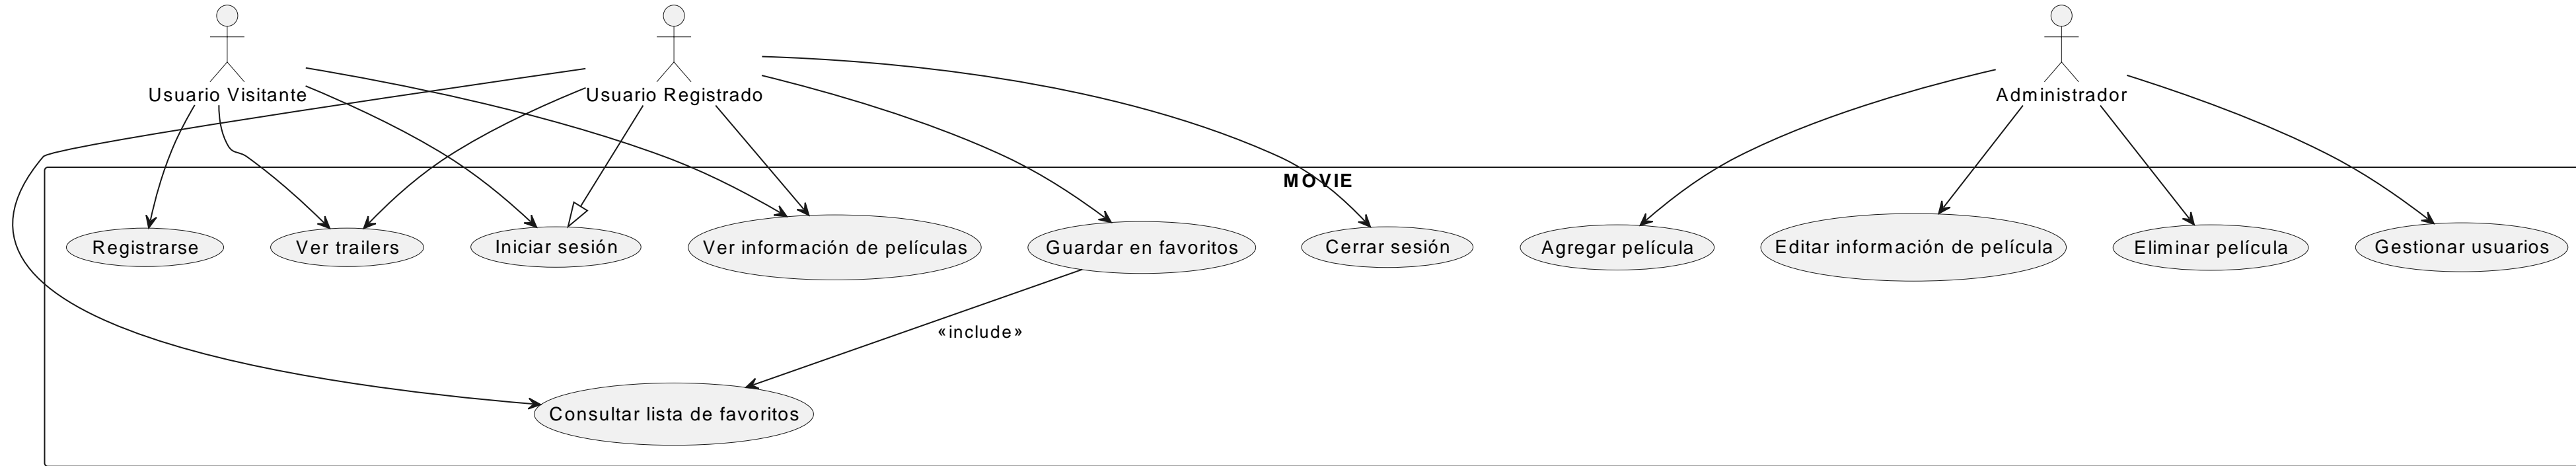 Usuario Visitante
Usuario Registrado
Administrador
MOVIE
Registrarse
Ver trailers
Iniciar sesión
Ver información de películas
Guardar en favoritos
Cerrar sesión
Agregar película
Editar información de película
Eliminar película
Gestionar usuarios
«include»
Consultar lista de favoritos